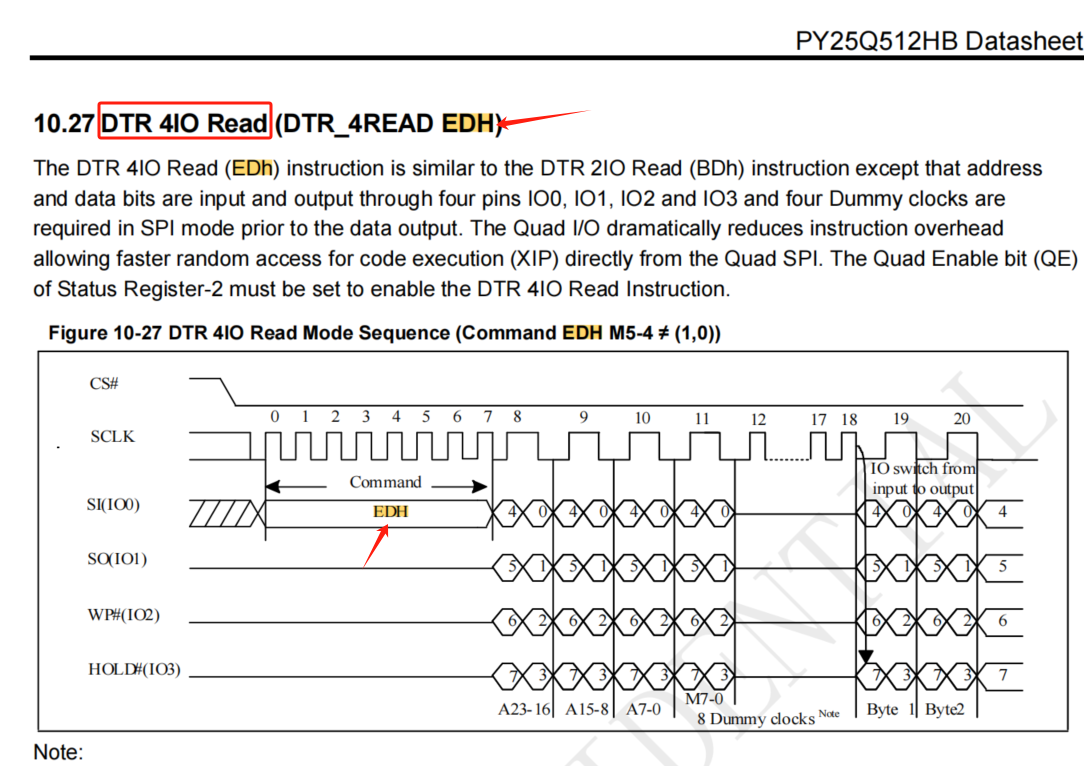 PY25Q512HB Datasheet
10.27 DTR 4IO Read (DTR_4READ EDH)
The DTR 4IO Read (EDh) instruction is similar to the DTR 2IO Read (BDh) instruction except that address
and data bits are input and output through four pins IO0, IO1, IO2 and IO3 and four Dummy clocks are
required in SPI mode prior to the data output. The Quad I/O dramatically reduces instruction overhead
allowing faster random access for code execution (XIP) directly from the Quad SPI. The Quad Enable bit (QE)
of Status Register-2 must be set to enable the DTR 4IO Read Instruction.
Figure 10-27 DTR 4IO Read Mode Sequence (Command EDH M5-4 ≠ (1,0))
CS#
0 1 2 3 4 5 6 7 8 9 10 11 12 17 18 19 20
SCLK
Command
IO switch from
input to output
SI(IO0)
EDH
4 0 4 0 4 0 4 0 4 0 4 0 4
SO(IO1)
5 1 5 1 5 1 5 1 5 1 5 1 5
WP#(IO2)
6 2 6 2 6 2 6 2 6 2 6 2 6
HOLD#(IO3)
7 3 7 3 7 3 7 3 7 3 7 3 7
A23-16 A15-8 A7-0 M7-0 8 Dummy clocks Note Byte 1 Byte2
Note: